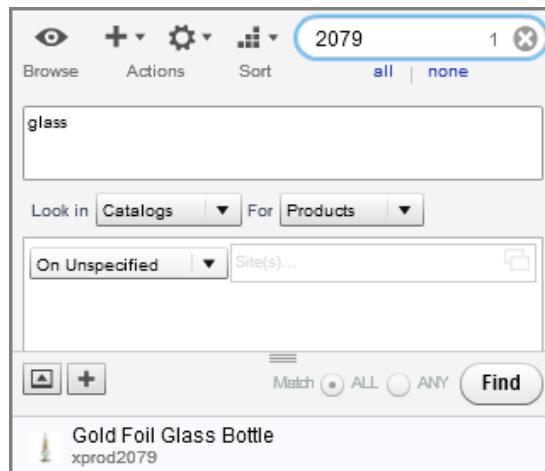 2079 1
Browse Actions Sort all | none
glass
Look in Catalogs For Products
On Unspecified Site(s)...
Match ALL ANY Find
Gold Foil Glass Bottle
xprod2079